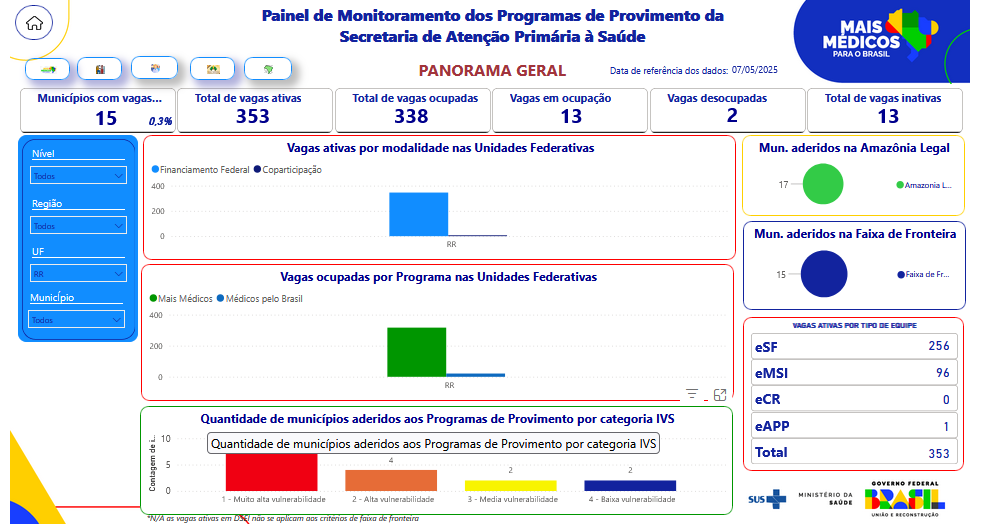 Painel de Monitoramento dos Programas de Provimento da
Secretaria de Atenção Primária à Saúde
MAIS
MÉDICOS
PARA O BRASIL
PANORAMA GERAL
Data de referência dos dados: 07/05/2025
Municípios com vagas...
15
0,3%
Total de vagas ativas
353
Total de vagas ocupadas
338
Vagas em ocupação
13
Vagas desocupadas
2
Total de vagas inativas
13
Nível
Todos
Região
Todos
UF
RR
Município
Todos
Vagas ativas por modalidade nas Unidades Federativas
Financiamento Federal Coparticipação
400
200
0
RR
Vagas ocupadas por Programa nas Unidades Federativas
Mais Médicos Médicos pelo Brasil
400
200
0
RR
Quantidade de municípios aderidos aos Programas de Provimento por categoria IVS
Quantidade de municípios aderidos aos Programas de Provimento por categoria IVS
Contagem de i...
10
5
0
4
2
2
1 - Muito alta vulnerabilidade
2 - Alta vulnerabilidade
3 - Media vulnerabilidade
4 - Baixa vulnerabilidade
*N/A as vagas ativas em DSEI não se aplicam aos critérios de faixa de fronteira
Mun. aderidos na Amazônia Legal
17
Amazonia L...
Mun. aderidos na Faixa de Fronteira
15
Faixa de Fr...
VAGAS ATIVAS POR TIPO DE EQUIPE
eSF 256
eMSI 96
eCR 0
eAPP 1
Total 353
SUS
MINISTÉRIO DA
SAÚDE
GOVERNO FEDERAL
BRASIL
UNIÃO E RECONSTRUÇÃO